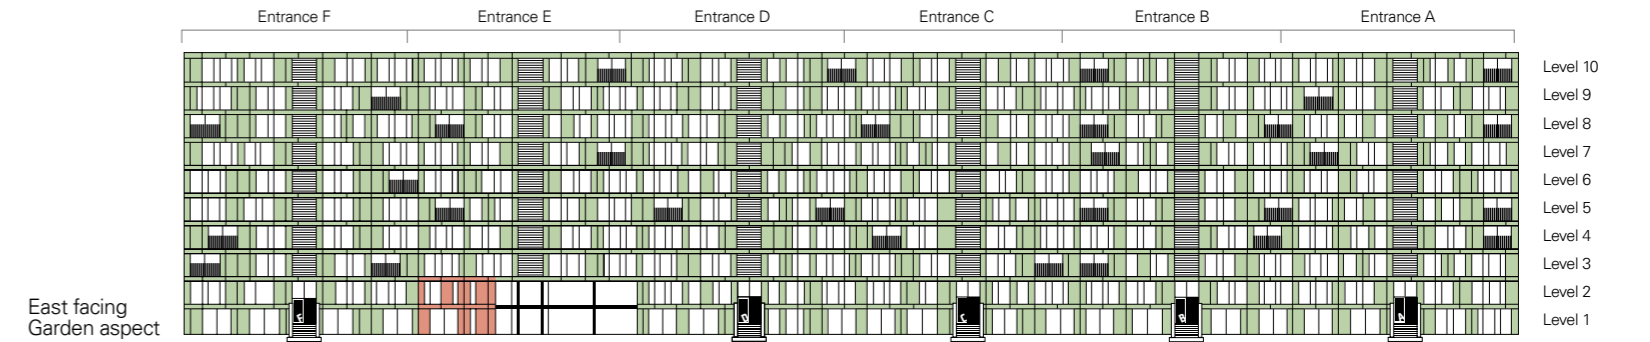 Entrance F
Entrance E
Entrance D
Entrance C
Entrance B
Entrance A
Level 10
Level 9
Level 8
Level 7
Level 6
Level 5
Level 4
Level 3
Level 2
Level 1
East facing
Garden aspect
F
D
C
B
A